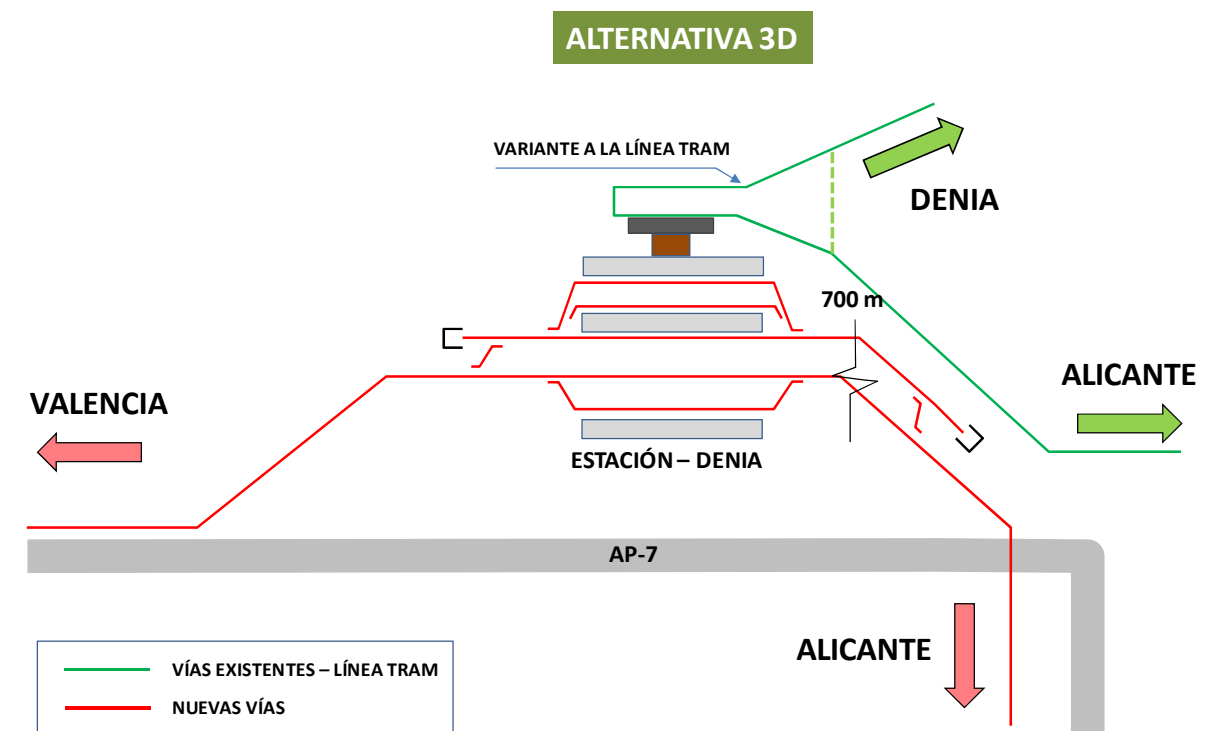 ALTERNATIVA 3D
VARIANTE A LA LÍNEA TRAM
DENIA
700 m
ALICANTE
VALENCIA
ESTACIÓN – DENIA
AP-7
ALICANTE
VÍAS EXISTENTES – LÍNEA TRAM
NUEVAS VÍAS